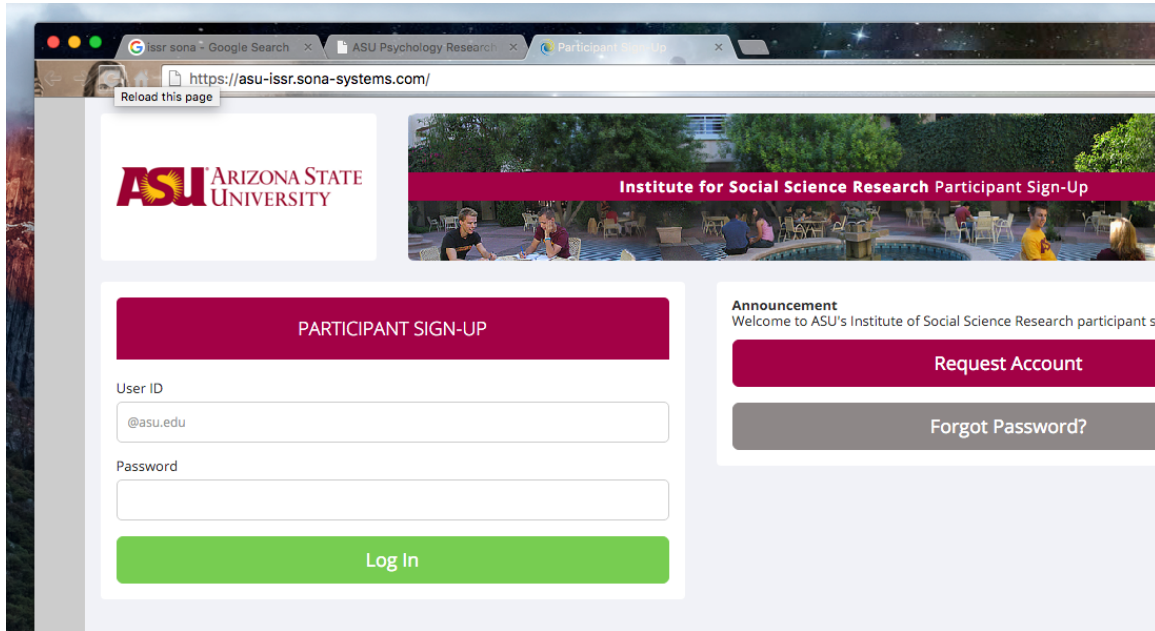 issr sona - Google Search
ASU Psychology Research
Participant Sign-Up
https://asu-issr.sona-systems.com/
Reload this page
ASU ARIZONA STATE
UNIVERSITY
Institute for Social Science Research Participant Sign-Up
PARTICIPANT SIGN-UP
User ID
@asu.edu
Password
Log In
Announcement
Welcome to ASU's Institute of Social Science Research participant s
Request Account
Forgot Password?